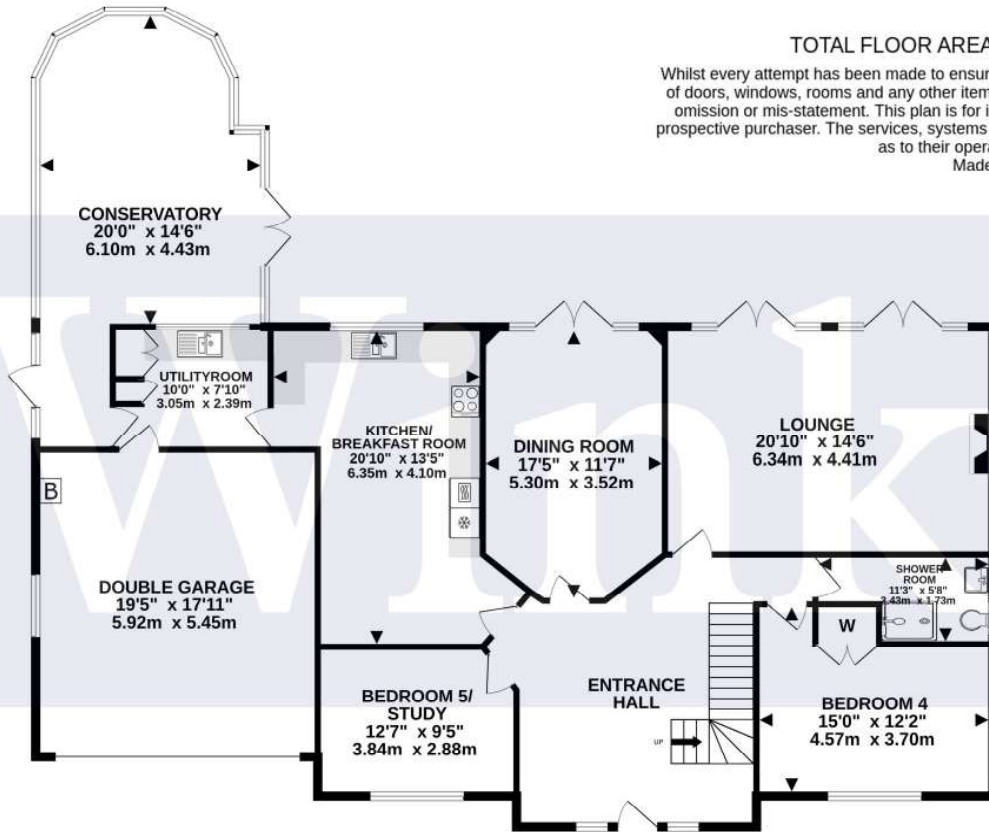 TOTAL FLOOR AREA
Whilst every attempt has been made to ensur
of doors, windows, rooms and any other item
omission or mis-statement. This plan is for i
prospective purchaser. The services, systems
as to their opera
Made
CONSERVATORY
20'0" x 14'6"
6.10m x 4.43m
UTILITYROOM
10'0" x 7'10"
3.05m x 2.39m
KITCHEN/
BREAKFAST ROOM
20'10" x 13'5"
6.35m x 4.10m
DINING ROOM
17'5" x 11'7"
5.30m x 3.52m
LOUNGE
20'10" x 14'6"
6.34m x 4.41m
B
DOUBLE GARAGE
19'5" x 17'11"
5.92m x 5.45m
SHOWER
ROOM
11'3" x 5'8"
3.43m x 1.73m
W
ENTRANCE
HALL
BEDROOM 5/
STUDY
12'7" x 9'5"
3.84m x 2.88m
UP
BEDROOM 4
15'0" x 12'2"
4.57m x 3.70m
Wink